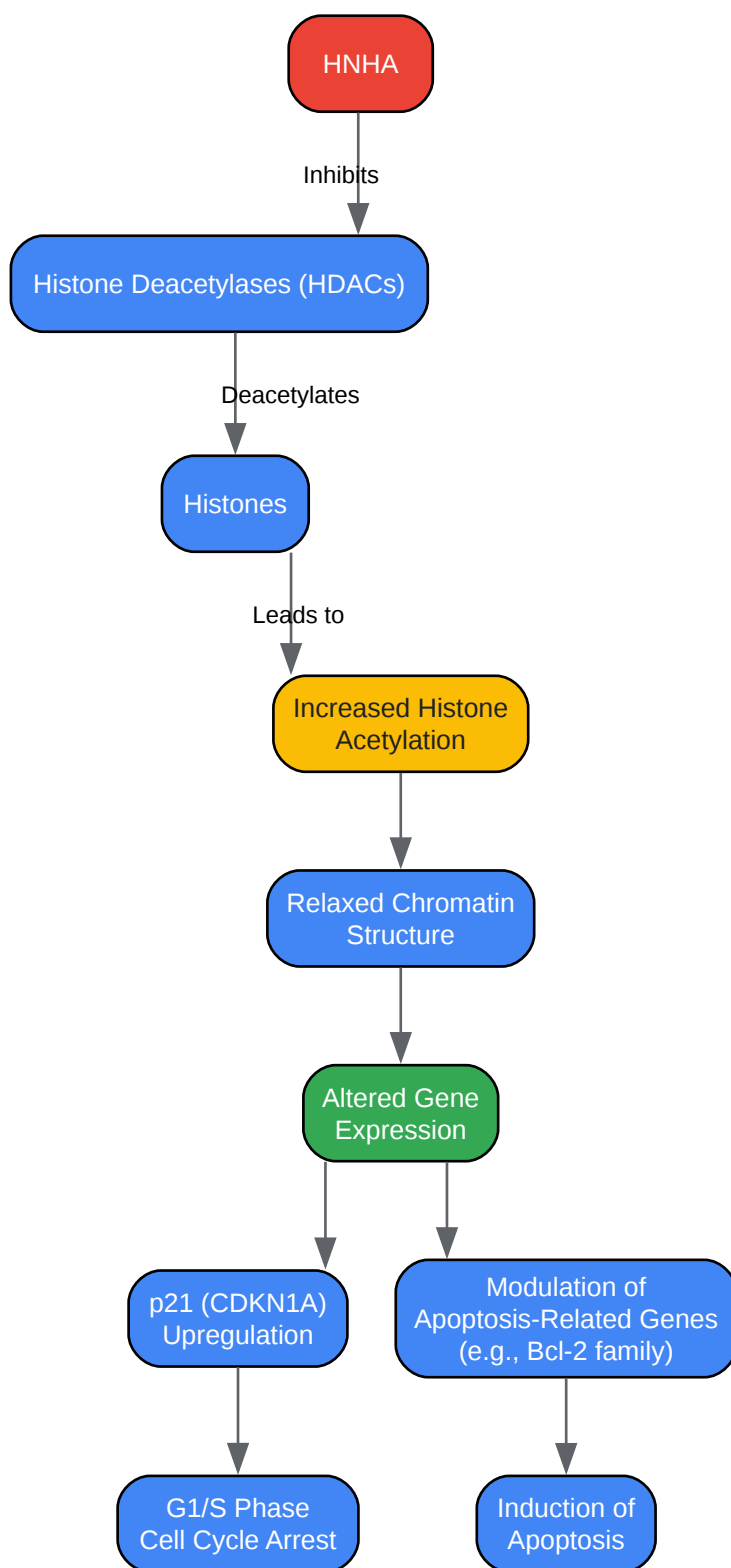 HNHA
Inhibits
Histone Deacetylases (HDACs)
Deacetylates
Histones
Leads to
Increased Histone
Acetylation
Relaxed Chromatin
Structure
Altered Gene
Expression
p21 (CDKN1A)
Upregulation
Modulation of
Apoptosis-Related Genes
(e.g., Bcl-2 family)
G1/S Phase
Cell Cycle Arrest
Induction of
Apoptosis